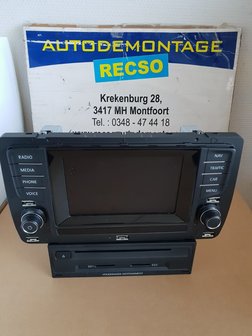 AUTODEMONTAGE
RECSO
Krekenburg 28,
3417 MH Montfoort
Tel. : 0348 - 47 44 18
RADIO
NAV
MEDIA
TRAFFIC
PHONE
CAR
VOICE
MENU